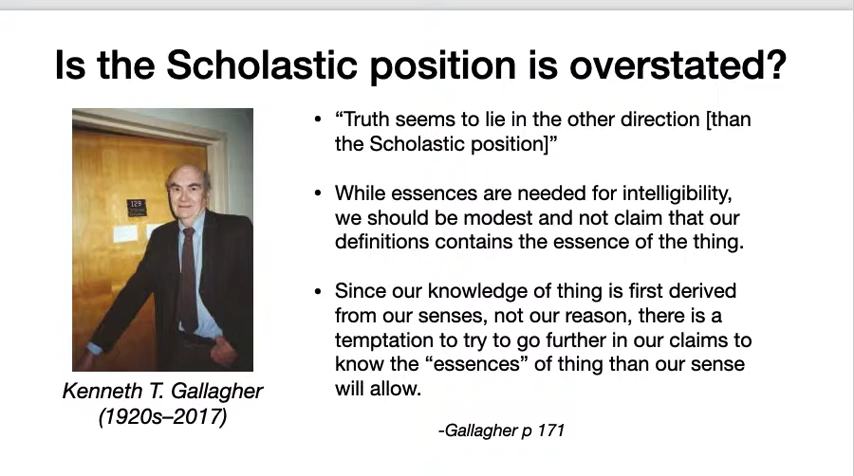 Is the Scholastic position is overstated?
• “Truth seems to lie in the other direction [than
the Scholastic position]”
• While essences are needed for intelligibility,
we should be modest and not claim that our
definitions contains the essence of the thing.
• Since our knowledge of thing is first derived
from our senses, not our reason, there is a
temptation to try to go further in our claims to
know the “essences” of thing than our sense
will allow.
-Gallagher p 171
129
Kenneth T. Gallagher
(1920s–2017)